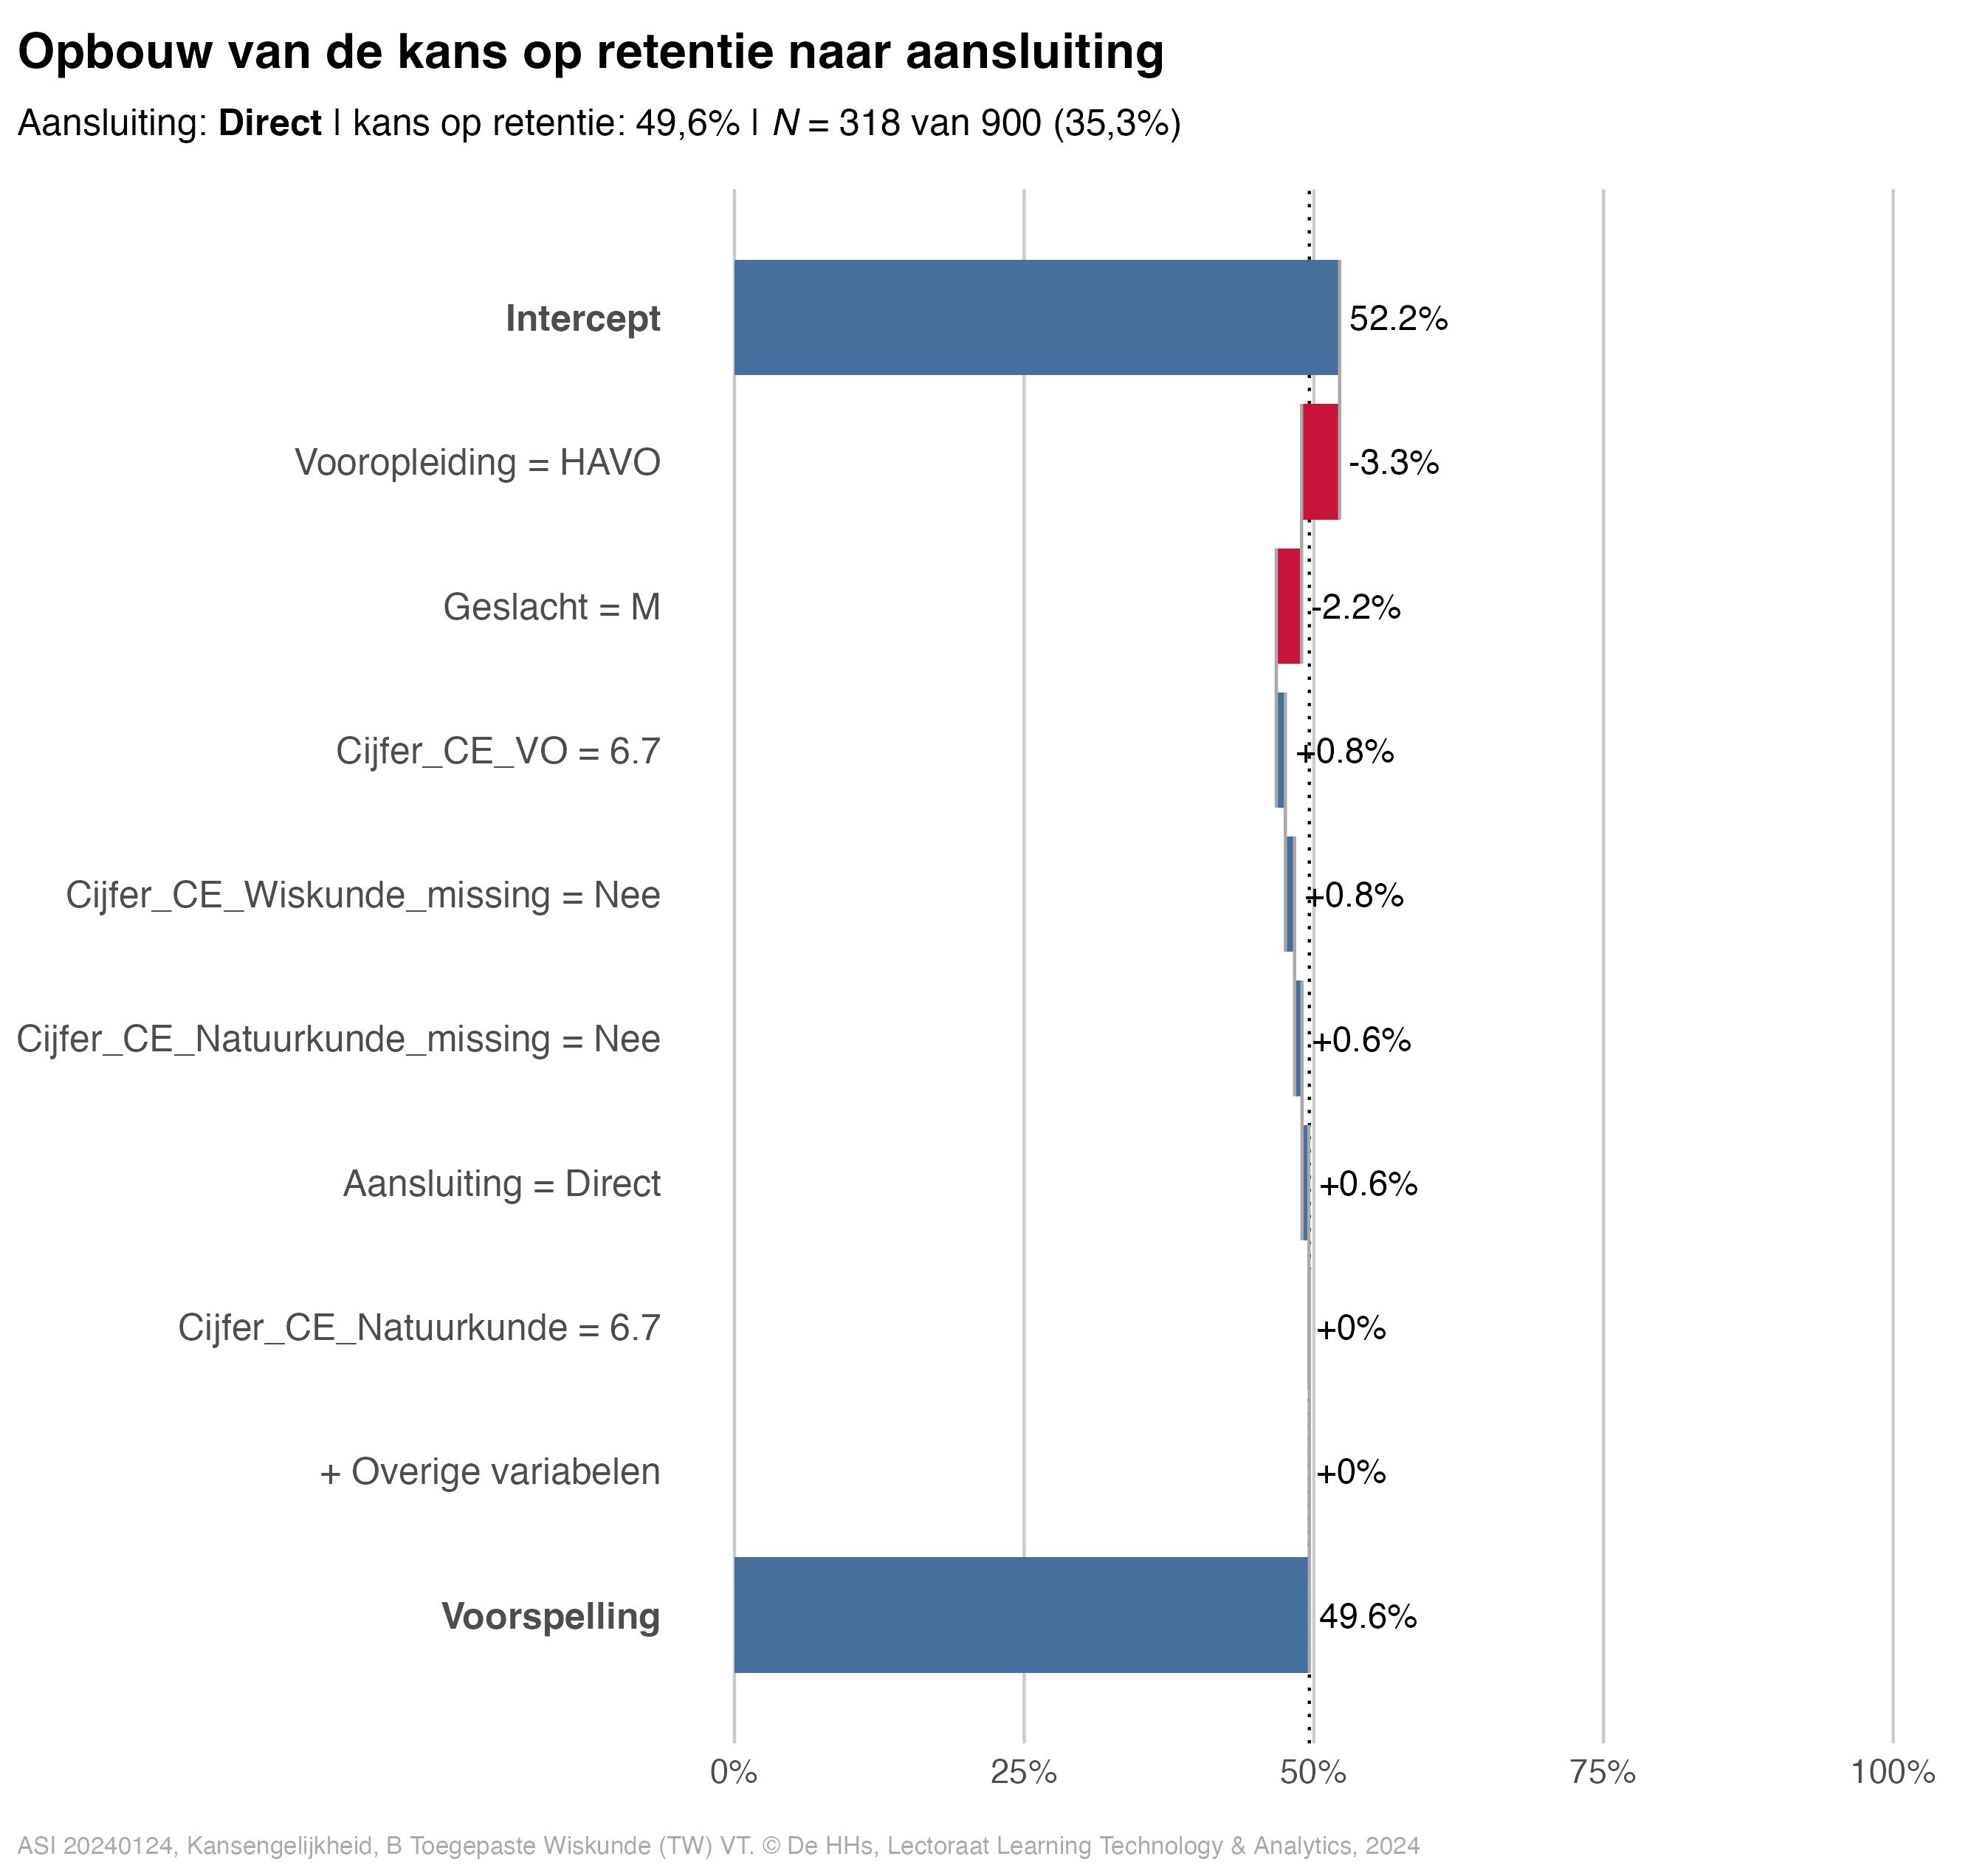 Opbouw van de kans op retentie naar aansluiting
Aansluiting: Direct | kans op retentie: 49,6% | N = 318 van 900 (35,3%)
Intercept 52.2%
Vooropleiding = HAVO -3.3%
Geslacht = M -2.2%
Cijfer_CE_VO = 6.7 +0.8%
Cijfer_CE_Wiskunde_missing = Nee +0.8%
Cijfer_CE_Natuurkunde_missing = Nee +0.6%
Aansluiting = Direct +0.6%
Cijfer_CE_Natuurkunde = 6.7 +0%
+ Overige variabelen +0%
Voorspelling 49.6%
0% 25% 50% 75% 100%
ASI 20240124, Kansengelijkheid, B Toegepaste Wiskunde (TW) VT. © De HHs, Lectoraat Learning Technology & Analytics, 2024